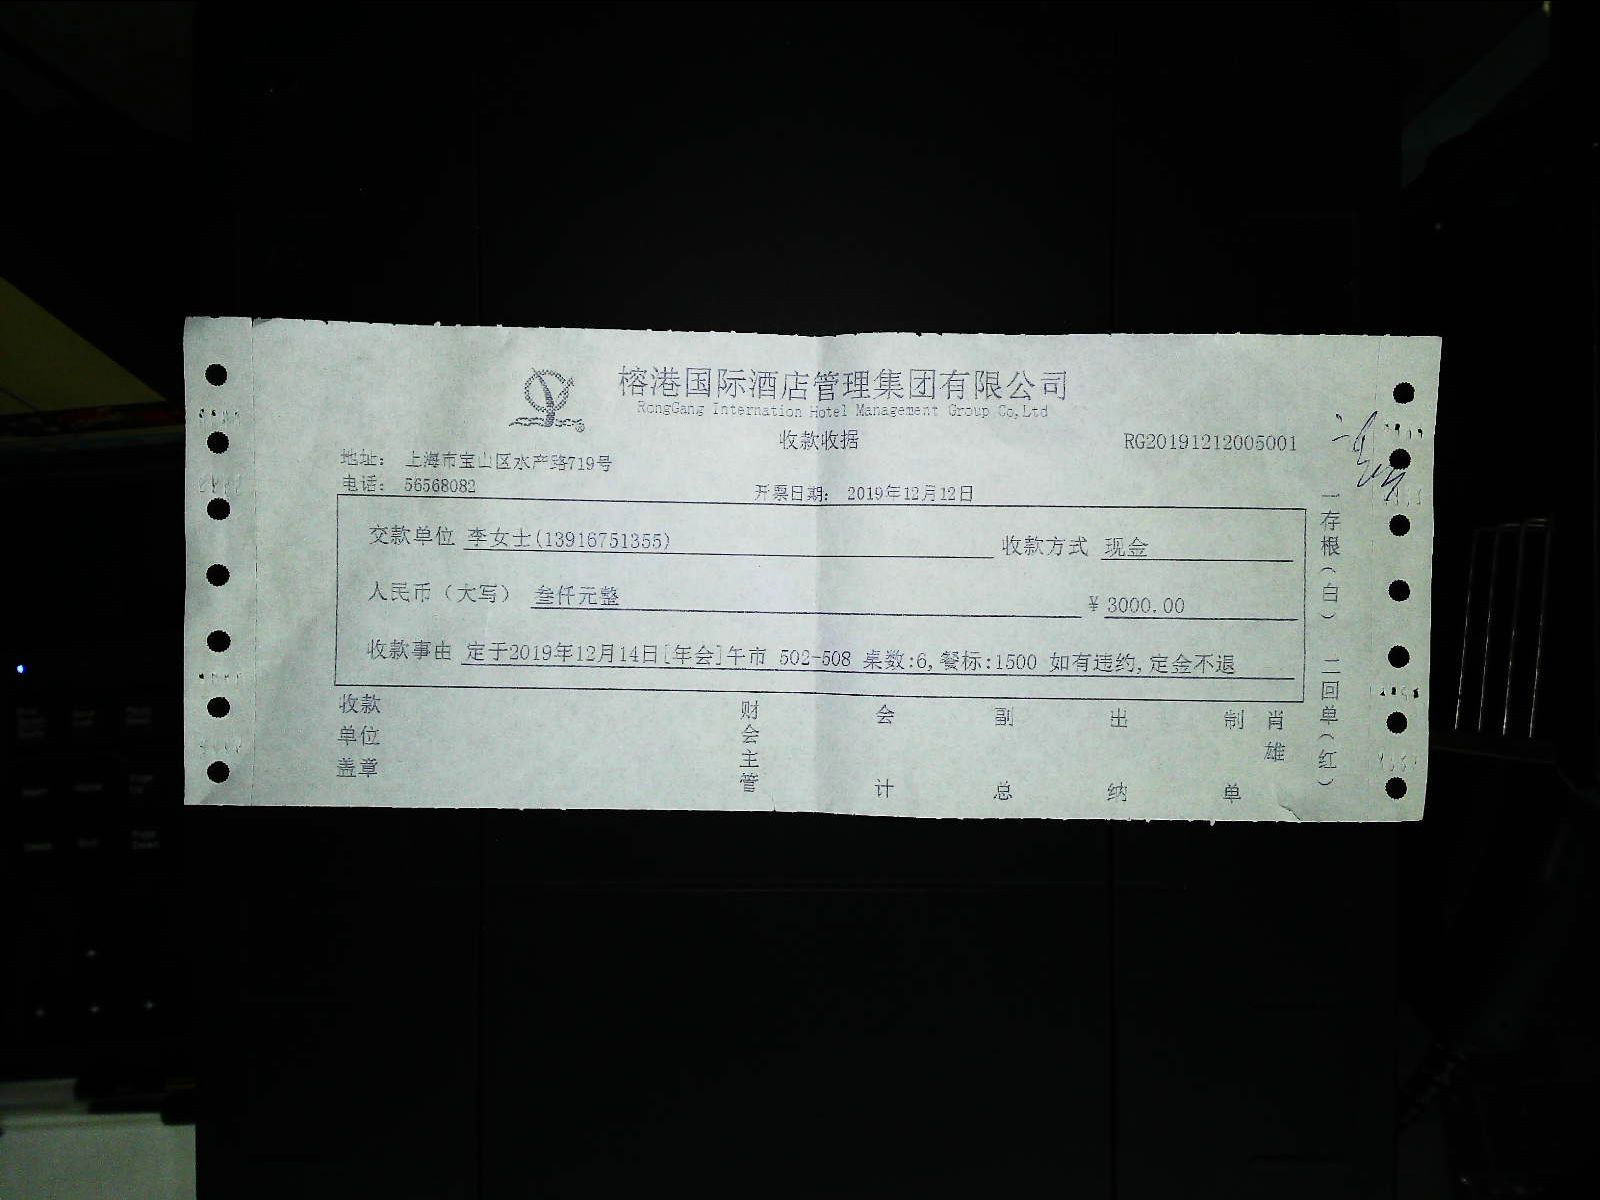 榕港国际酒店管理集团有限公司
RongGang Internation Hotel Management Group Co,Ltd
收款收据
RG20191212005001
地址： 上海市宝山区水产路719号
电话： 56568082
开票日期： 2019年12月12日
交款单位 李女士(13916751355) 收款方式 现金
人民币（大写） 叁仟元整 ¥ 3000.00
收款事由 定于2019年12月14日[年会]午市 502-508 桌数:6,餐标:1500 如有违约,定金不退
收款单位盖章 财会主管 会计 副总 出纳 制单 肖雄
一存根（白） 二回单（红）